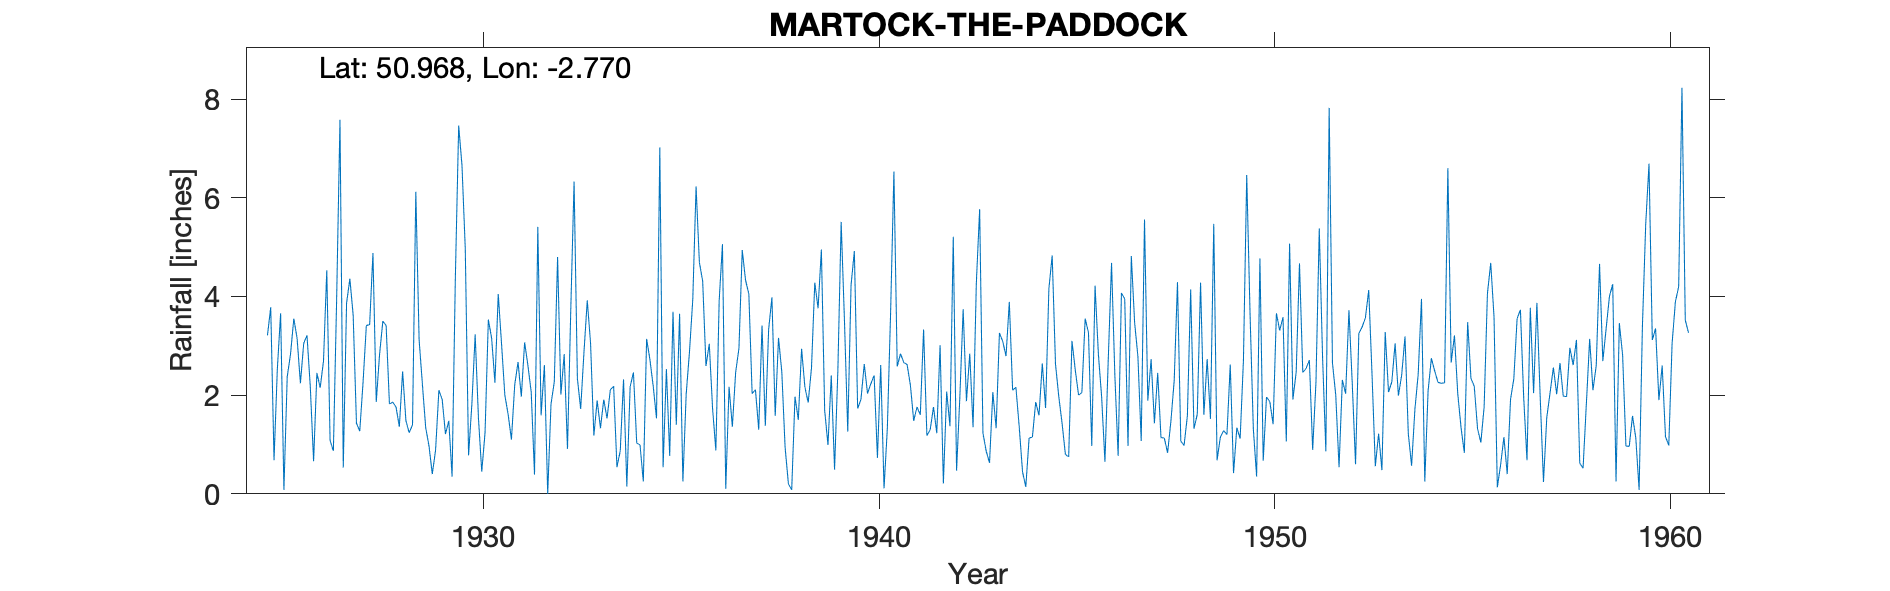 MARTOCK-THE-PADDOCK
Lat: 50.968, Lon: -2.770
Rainfall [inches]
8
6
4
2
0
1930 1940 1950 1960
Year